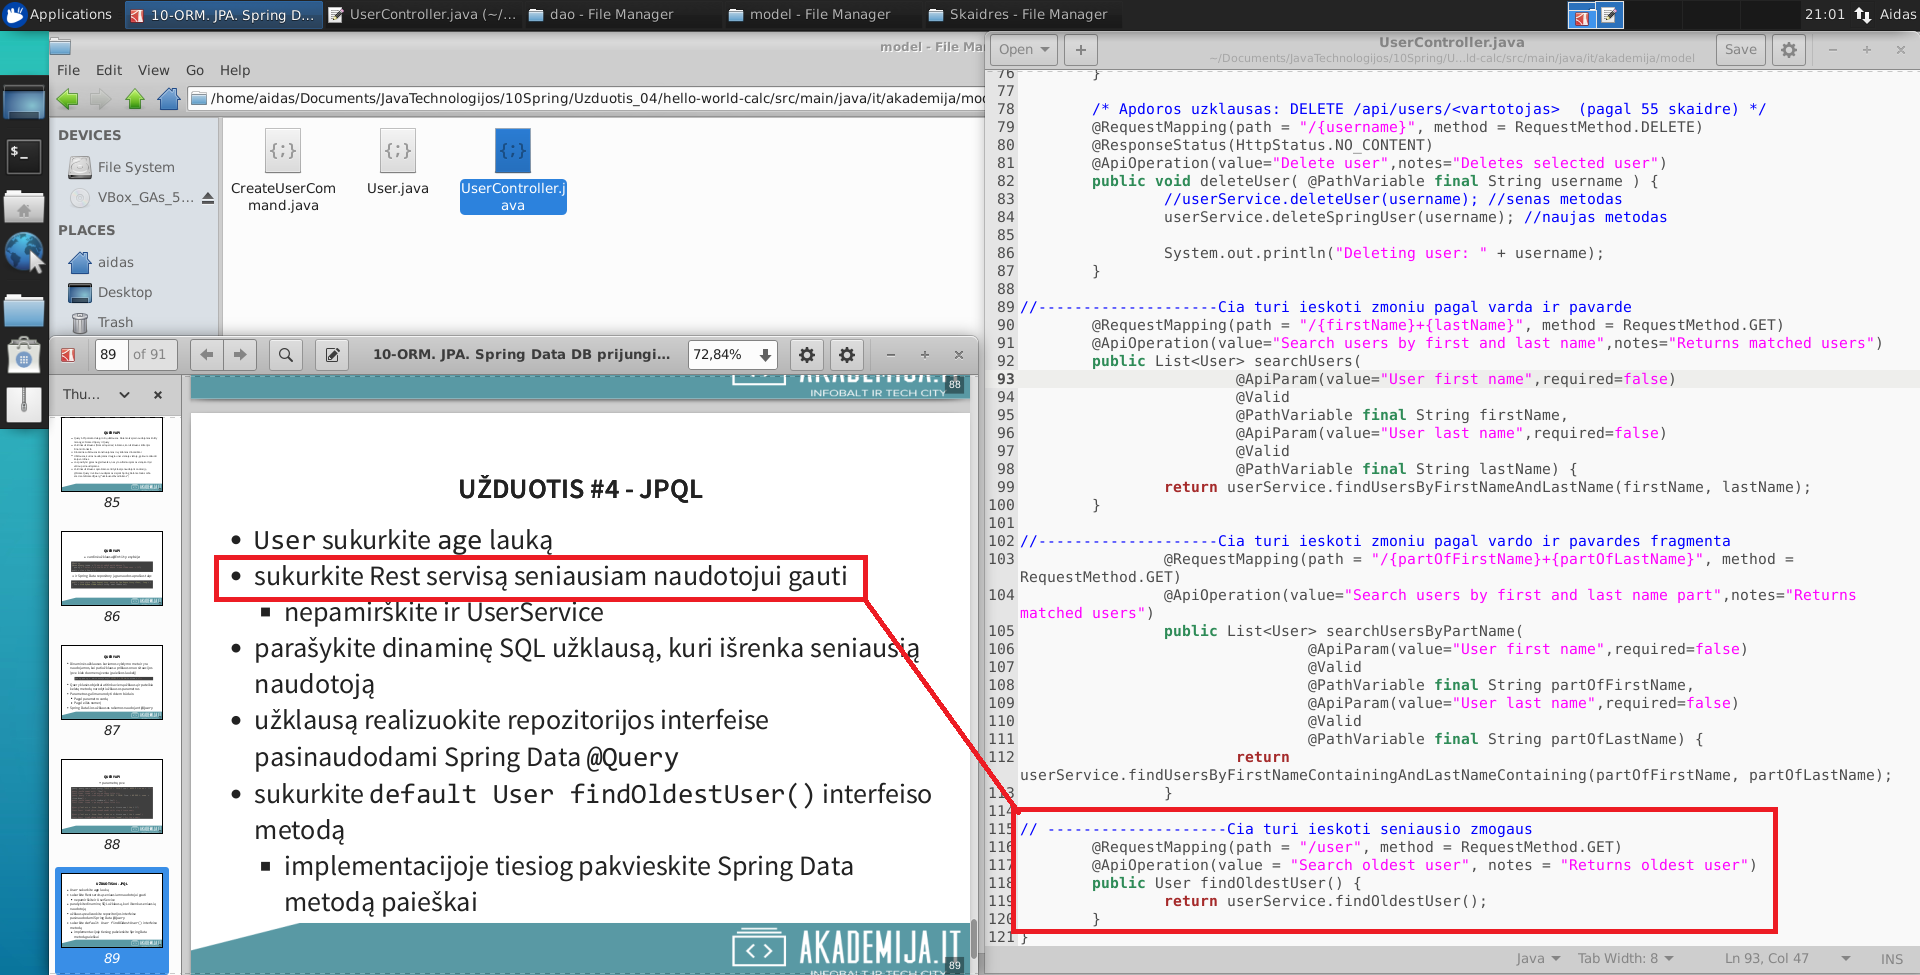 Applications
10-ORM. JPA. Spring D...
UserController.java (~/...
dao - File Manager
model - File Manager
Skaidres - File Manager
21:01
Aidas
model - File Ma
File Edit View Go Help
/home/aidas/Documents/JavaTechnologijos/10Spring/Uzduotis_04/hello-world-calc/src/main/java/it/akademija/mo
DEVICES
File System
VBox_GAs_5...
PLACES
aidas
Desktop
Trash
CreateUserCom
mand.java
User.java
UserController.j
ava
89 of 91
10-ORM. JPA. Spring Data DB prijungi...
72,84%
Thu...
85
86
87
88
89
AKADEMIJA.IT
INFOBALT IR TECH CITY
88
UŽDUOTIS #4 - JPQL
• User sukurkite age lauką
• sukurkite Rest servisą seniausiam naudotojui gauti
▪ nepamirškite ir UserService
• parašykite dinaminę SQL užklausą, kuri išrenka seniausią
naudotoją
• užklausą realizuokite repozitorijos interfeise
pasinaudodami Spring Data @Query
• sukurkite default User findOldestUser() interfeiso
metodą
▪ implementacijoje tiesiog pakvieskite Spring Data
metodą paieškai
AKADEMIJA.IT
INFOBALT IR TECH CITY
89
Open
+
UserController.java
~/Documents/JavaTechnologijos/10Spring/U...ld-calc/src/main/java/it/akademija/model
Save
76 }
77
78 /* Apdoros uzklausas: DELETE /api/users/<vartotojas>  (pagal 55 skaidre) */
79 @RequestMapping(path = "/{username}", method = RequestMethod.DELETE)
80 @ResponseStatus(HttpStatus.NO_CONTENT)
81 @ApiOperation(value="Delete user",notes="Deletes selected user")
82 public void deleteUser( @PathVariable final String username ) {
83 //userService.deleteUser(username); //senas metodas
84 userService.deleteSpringUser(username); //naujas metodas
85
86 System.out.println("Deleting user: " + username);
87 }
88
89 //--------------------Cia turi ieskoti zmoniu pagal varda ir pavarde
90 @RequestMapping(path = "/{firstName}+{lastName}", method = RequestMethod.GET)
91 @ApiOperation(value="Search users by first and last name",notes="Returns matched users")
92 public List<User> searchUsers(
93 @ApiParam(value="User first name",required=false)
94 @Valid
95 @PathVariable final String firstName,
96 @ApiParam(value="User last name",required=false)
97 @Valid
98 @PathVariable final String lastName) {
99 return userService.findUsersByFirstNameAndLastName(firstName, lastName);
100 }
101
102 //--------------------Cia turi ieskoti zmoniu pagal vardo ir pavardes fragmenta
103 @RequestMapping(path = "/{partOfFirstName}+{partOfLastName}", method =
RequestMethod.GET)
104 @ApiOperation(value="Search users by first and last name part",notes="Returns
matched users")
105 public List<User> searchUsersByPartName(
106 @ApiParam(value="User first name",required=false)
107 @Valid
108 @PathVariable final String partOfFirstName,
109 @ApiParam(value="User last name",required=false)
110 @Valid
111 @PathVariable final String partOfLastName) {
112 return
userService.findUsersByFirstNameContainingAndLastNameContaining(partOfFirstName, partOfLastName);
113 }
114
115 // --------------------Cia turi ieskoti seniausio zmogaus
116 @RequestMapping(path = "/user", method = RequestMethod.GET)
117 @ApiOperation(value = "Search oldest user", notes = "Returns oldest user")
118 public User findOldestUser() {
119 return userService.findOldestUser();
120 }
121 }
Java Tab Width: 8 Ln 93, Col 47 INS